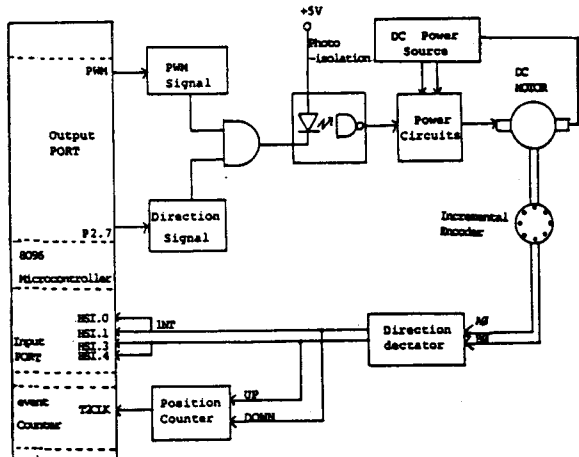 +5V
Photo
-isolation
DC Power
Source
PWM
PWM
Signal
DC
MOTOR
Output
PORT
Power
Circuits
Direction
Signal
P2.7
Incremental
Encoder
8096
Microcontroller
HSI.0
INT
HSI.1
Input
PORT
HSI.3
HSI.4
Direction
dectator
AØ
BØ
event
Counter
T2CLK
Position
Counter
UP
DOWN